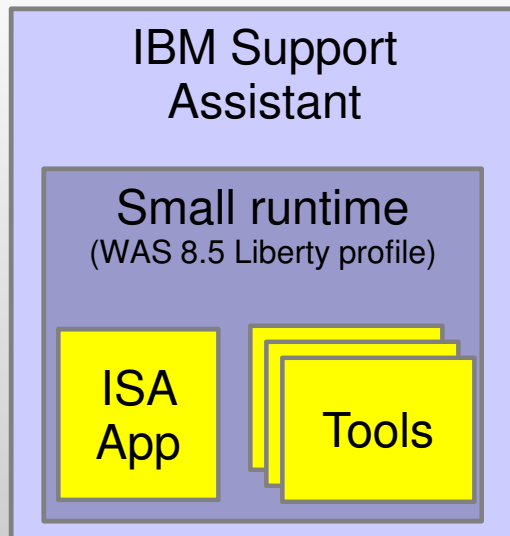 IBM Support
Assistant
Small runtime
(WAS 8.5 Liberty profile)
ISA
App
Tools